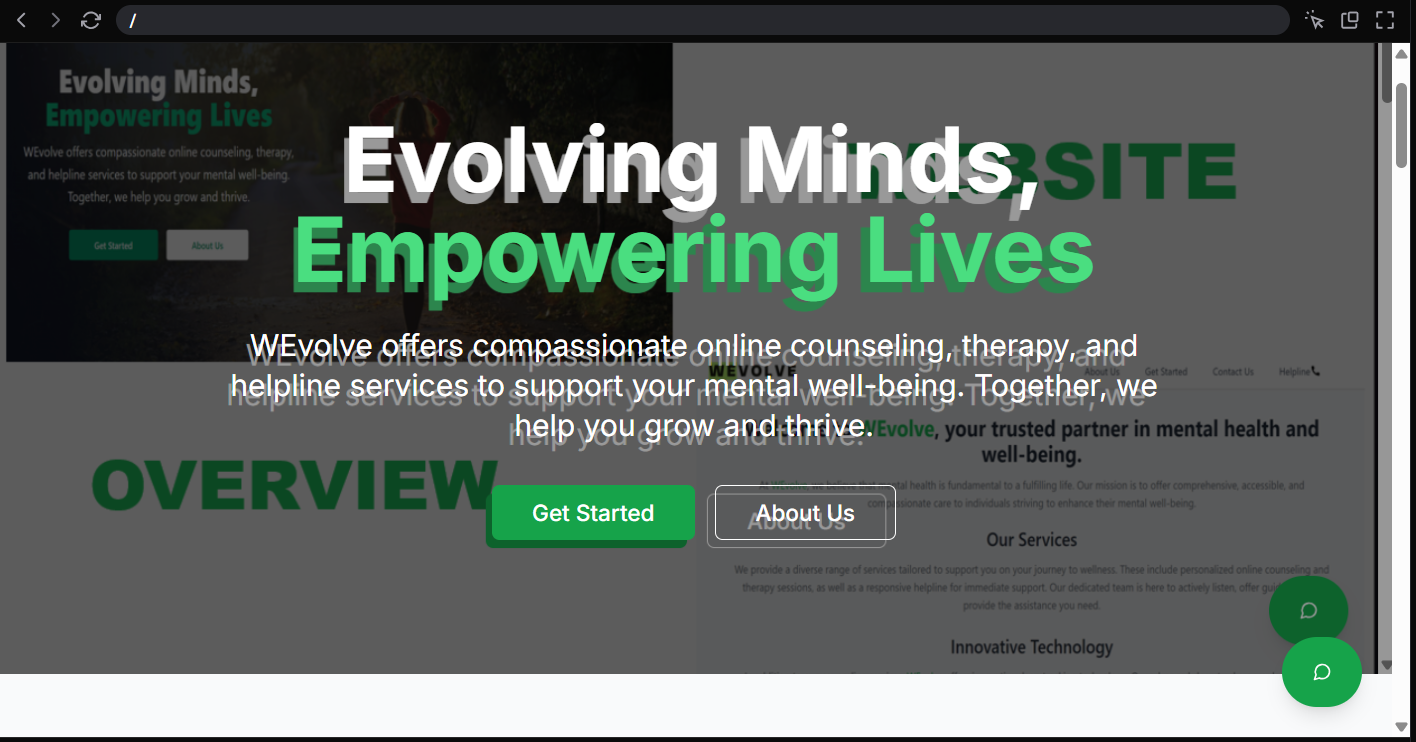 /
Evolving Minds,
Empowering Lives
WEvolve offers compassionate online counseling, therapy,
and helpline services to support your mental well-being.
Together, we help you grow and thrive.
Get Started
About Us
WEBSITE
Evolving Minds,
Empowering Lives
WEvolve offers compassionate online counseling, therapy, and
helpline services to support your mental well-being. Together, we
help you grow and thrive.
Get Started
About Us
OVERVIEW
WEVOLVE
About Us
Get Started
Contact Us
Helpline
WEvolve, your trusted partner in mental health and
well-being.
At WEvolve, we believe that mental health is fundamental to a fulfilling life. Our mission is to offer comprehensive, accessible, and
compassionate care to individuals striving to enhance their mental well-being.
Our Services
We provide a diverse range of services tailored to support you on your journey to wellness. These include personalized online counseling and
therapy sessions, as well as a responsive helpline for immediate support. Our dedicated team is here to actively listen, offer
provide the assistance you need.
Innovative Technology